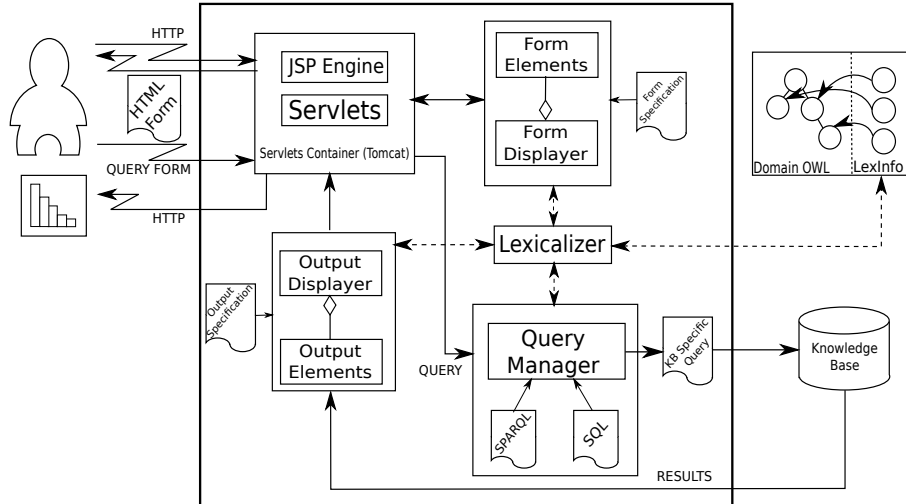 HTTP
HTML
Form
QUERY FORM
HTTP
JSP Engine
Servlets
Servlets Container (Tomcat)
Form
Elements
Form
Displayer
Form
Specification
Domain OWL
LexInfo
Lexicalizer
Output
Displayer
Output
Elements
Output
Specification
QUERY
Query
Manager
SPARQL
SQL
KB Specific
Query
Knowledge
Base
RESULTS